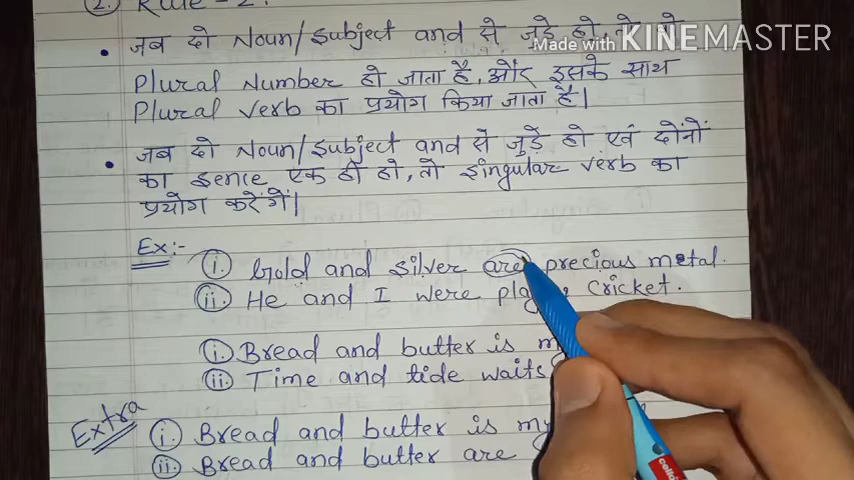 ② Rule-2:
• जब दो Noun/Subject and से जुड़े हो, तो
Made with KINEMASTER
Plural Number हो जाता है, और इसके साथ
Plural verb का प्रयोग किया जाता है।
• जब दो Noun/Subject and से जुड़े हो एवं दोंनों
का sence एक ही हो, तो singular verb का
प्रयोग करेगें।
Ex:-
i. Gold and silver are precious metal.
ii. He and I were cricket.
i. Bread and butter is
ii. Time and tide waits
Extra
i. Bread and butter is my
ii. Bread and butter are
cello